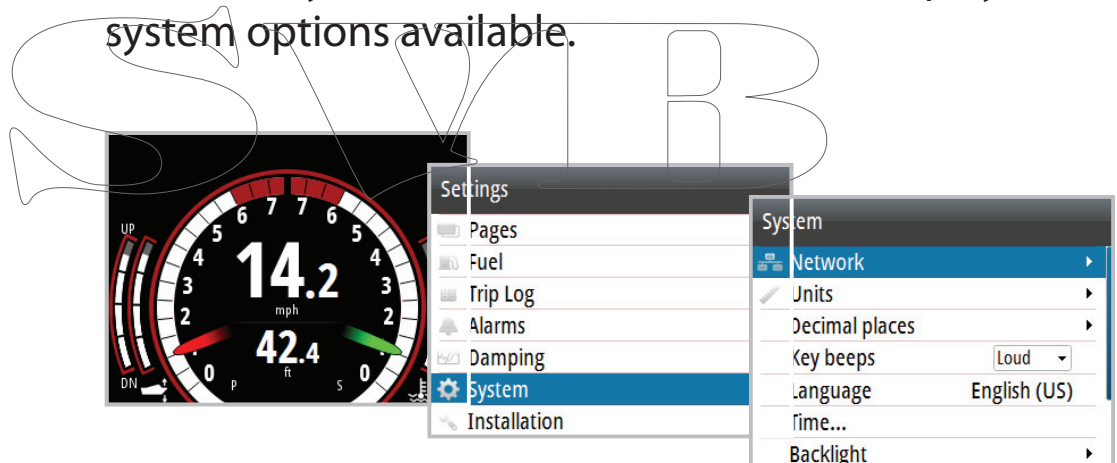 system options available.
SVB
UP
DN
0 2 3 4 5 6 7 7 6 5 4 3 2 0
14.2
mph
42.4
ft
P S
Settings
Pages
Fuel
Trip Log
Alarms
Damping
System
Installation
System
Network
Units
Decimal places
Key beeps Loud
Language English (US)
Time...
Backlight